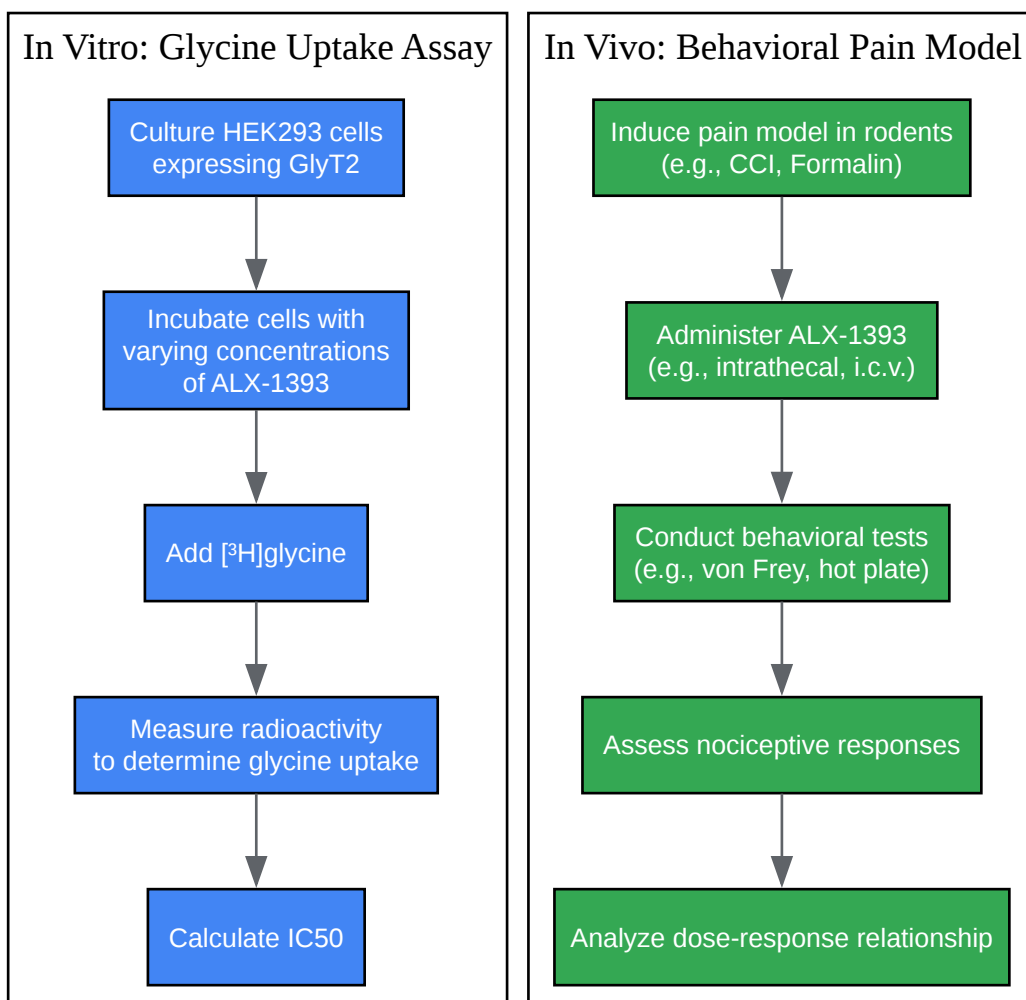 In Vitro: Glycine Uptake Assay
Culture HEK293 cells
expressing GlyT2
Incubate cells with
varying concentrations
of ALX-1393
Add [³H]glycine
Measure radioactivity
to determine glycine uptake
Calculate IC50
In Vivo: Behavioral Pain Model
Induce pain model in rodents
(e.g., CCI, Formalin)
Administer ALX-1393
(e.g., intrathecal, i.c.v.)
Conduct behavioral tests
(e.g., von Frey, hot plate)
Assess nociceptive responses
Analyze dose-response relationship